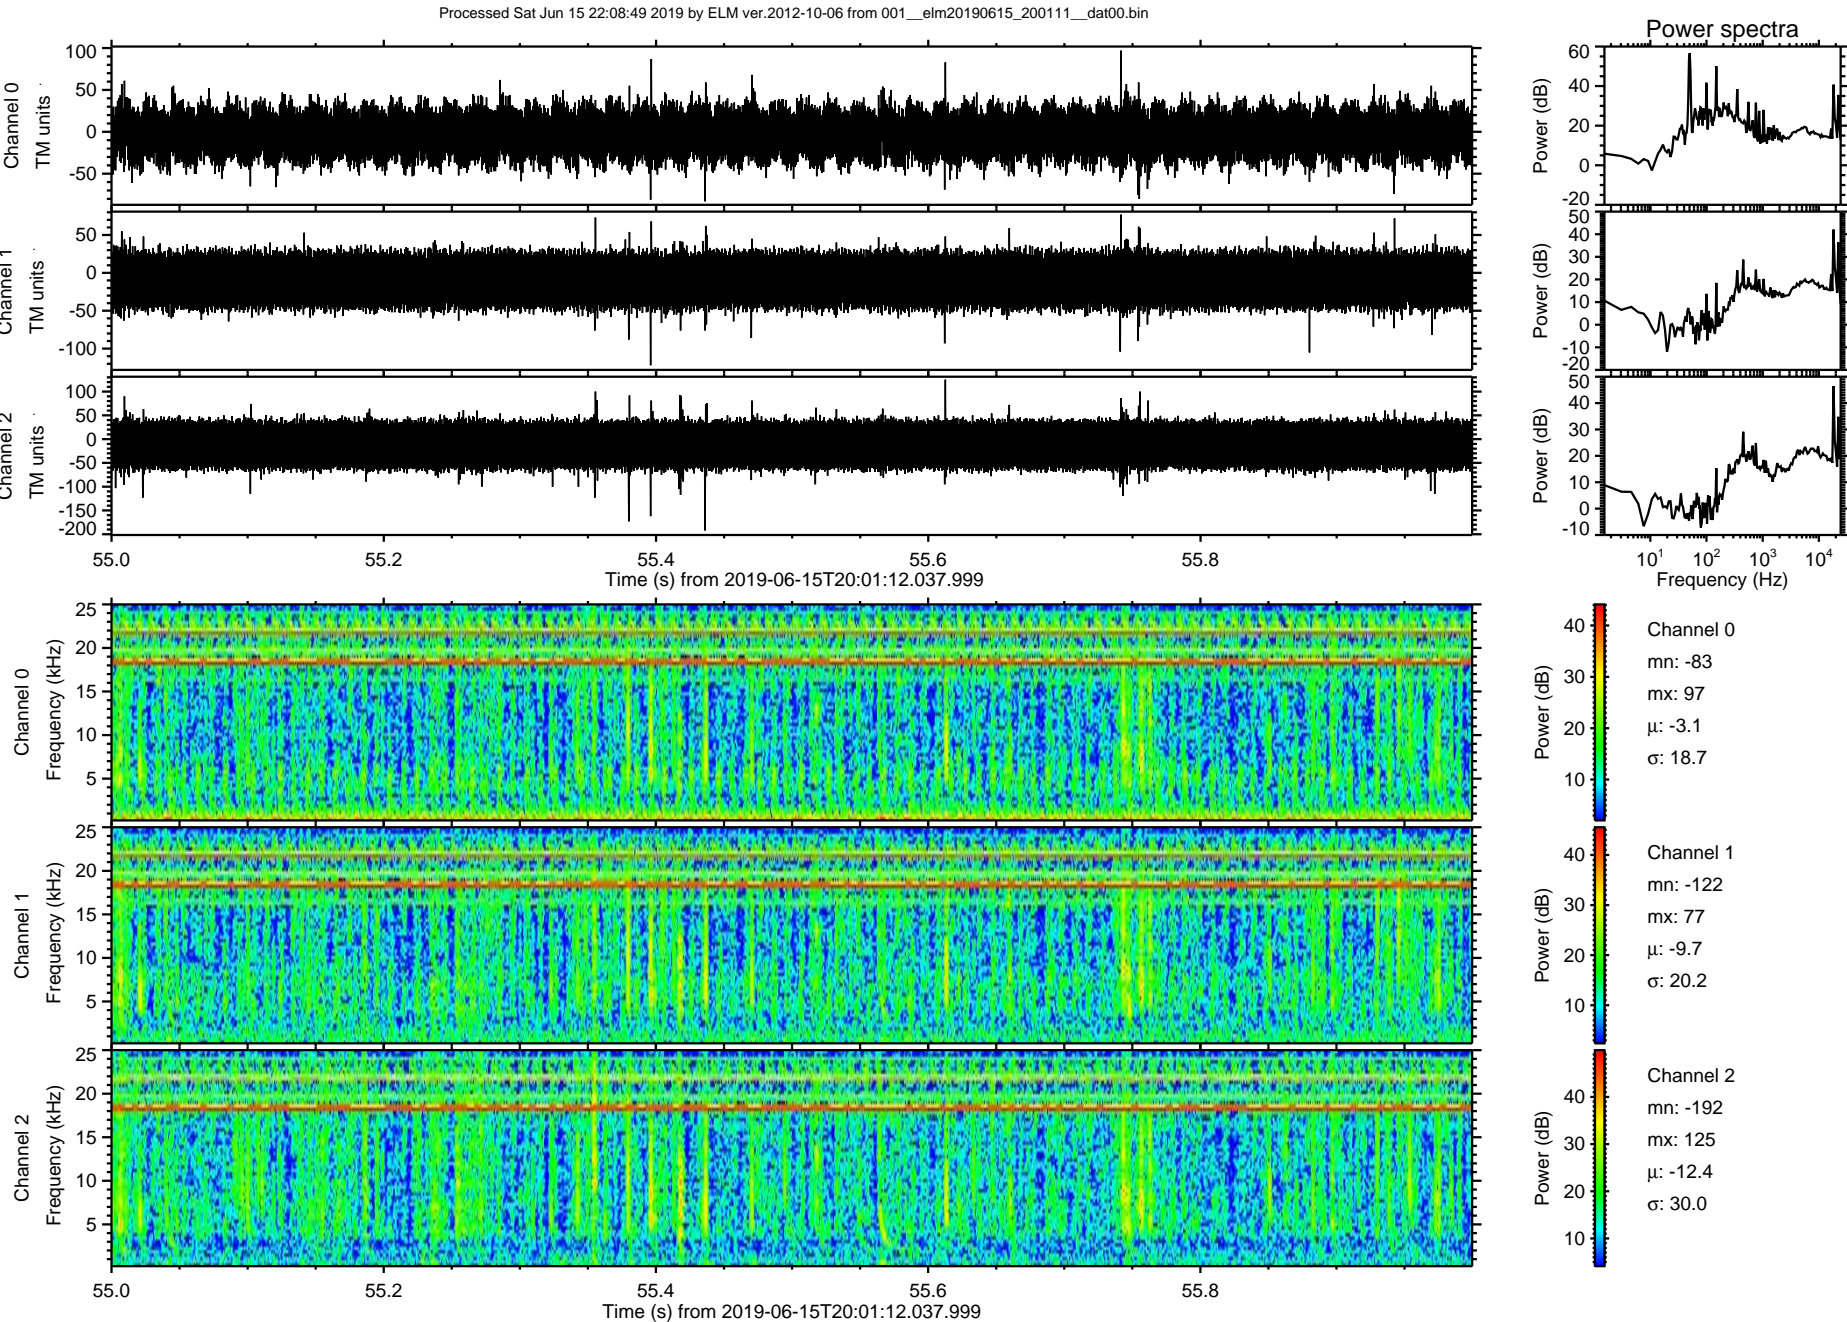 Processed Sat Jun 15 22:08:49 2019 by ELM ver.2012-10-06 from 001__elm20190615_200111__dat00.bin
Power spectra
Channel 0
TM units
100
50
0
-50
Power (dB)
60
40
20
0
-20
Channel 1
TM units
50
0
-50
-100
Power (dB)
50
40
30
20
10
0
-10
-20
Channel 2
TM units
100
50
0
-50
-100
-150
-200
Power (dB)
50
40
30
20
10
0
-10
55.0 55.2 55.4 55.6 55.8
Time (s) from 2019-06-15T20:01:12.037.999
10^1 10^2 10^3 10^4
Frequency (Hz)
Channel 0
Frequency (kHz)
25
20
15
10
5
Power (dB)
40
30
20
10
Channel 0
mn: -83
mx: 97
μ: -3.1
σ: 18.7
Channel 1
Frequency (kHz)
25
20
15
10
5
Power (dB)
40
30
20
10
Channel 1
mn: -122
mx: 77
μ: -9.7
σ: 20.2
Channel 2
Frequency (kHz)
25
20
15
10
5
Power (dB)
40
30
20
10
Channel 2
mn: -192
mx: 125
μ: -12.4
σ: 30.0
55.0 55.2 55.4 55.6 55.8
Time (s) from 2019-06-15T20:01:12.037.999